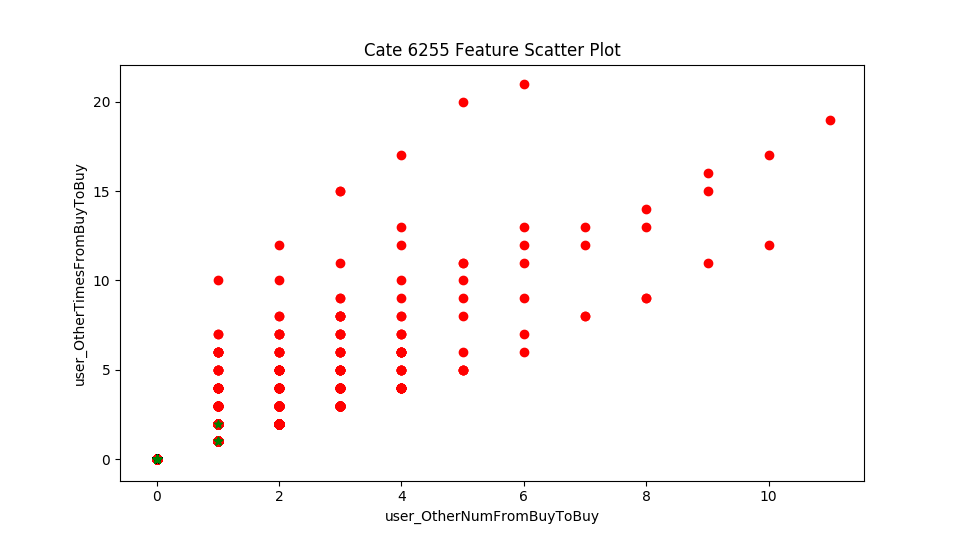 Cate 6255 Feature Scatter Plot
user_OtherTimesFromBuyToBuy
20
15
10
5
0
0 2 4 6 8 10
user_OtherNumFromBuyToBuy